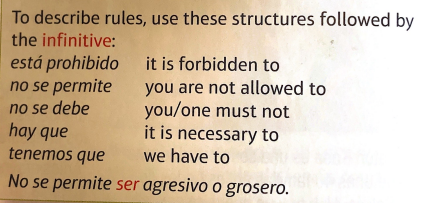 To describe rules, use these structures followed by
the infinitive:
está prohibido it is forbidden to
no se permite you are not allowed to
no se debe you/one must not
hay que it is necessary to
tenemos que we have to
No se permite ser agresivo o grosero.